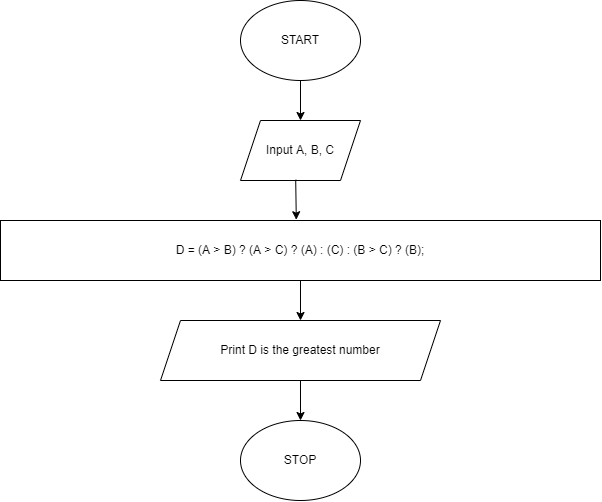 START
Input A, B, C
D = (A > B) ? (A > C) ? (A) : (C) : (B > C) ? (B);
Print D is the greatest number
STOP